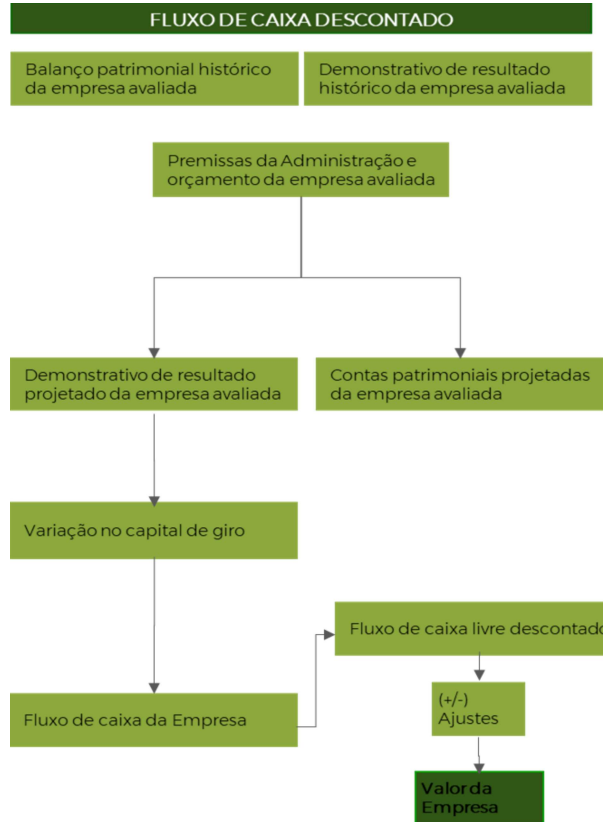 FLUXO DE CAIXA DESCONTADO
Balanço patrimonial histórico
da empresa avaliada
Demonstrativo de resultado
histórico da empresa avaliada
Premissas da Administração e
orçamento da empresa avaliada
Demonstrativo de resultado
projetado da empresa avaliada
Contas patrimoniais projetadas
da empresa avaliada
Variação no capital de giro
Fluxo de caixa livre descontado
Fluxo de caixa da Empresa
(+/-)
Ajustes
Valor da
Empresa